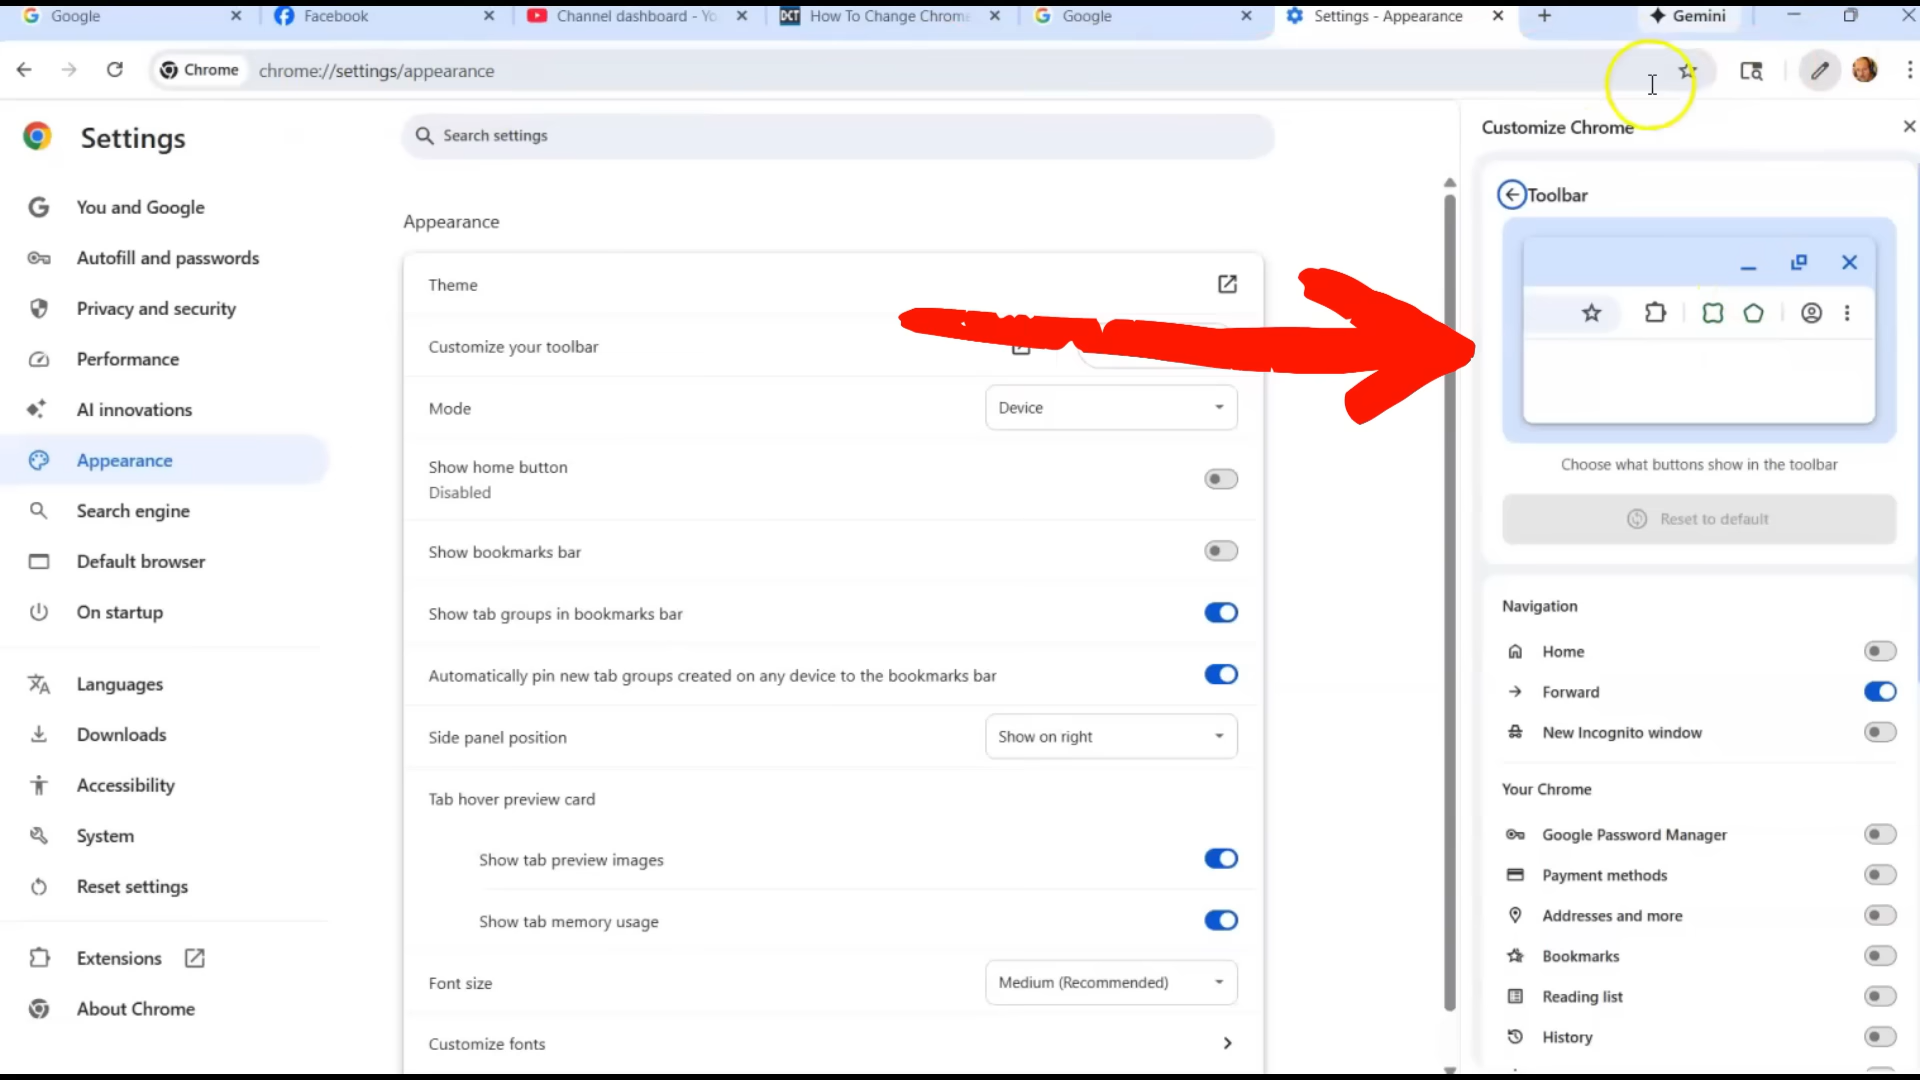 Google
Facebook
Channel dashboard - Yo
DCT How To Change Chrome
Google
Settings - Appearance
Gemini
Chrome
chrome://settings/appearance
Settings
Search settings
You and Google
Autofill and passwords
Privacy and security
Performance
AI innovations
Appearance
Search engine
Default browser
On startup
Languages
Downloads
Accessibility
System
Reset settings
Extensions
About Chrome
Appearance
Theme
Customize your toolbar
Mode
Device
Show home button
Disabled
Show bookmarks bar
Show tab groups in bookmarks bar
Automatically pin new tab groups created on any device to the bookmarks bar
Side panel position
Show on right
Tab hover preview card
Show tab preview images
Show tab memory usage
Font size
Medium (Recommended)
Customize fonts
Customize Chrome
Toolbar
Choose what buttons show in the toolbar
Reset to default
Navigation
Home
Forward
New Incognito window
Your Chrome
Google Password Manager
Payment methods
Addresses and more
Bookmarks
Reading list
History